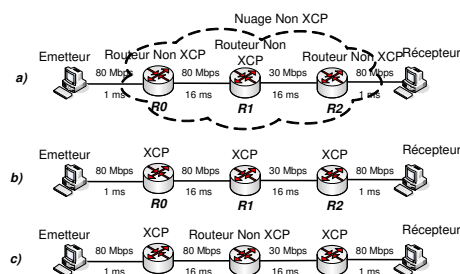 Nuage Non XCP
Emetteur Routeur Non XCP Routeur Non XCP Routeur Non XCP Récepteur
a) 80 Mbps 80 Mbps 30 Mbps 80 Mbps
1 ms R0 16 ms R1 16 ms R2 1 ms
Emetteur XCP XCP XCP Récepteur
b) 80 Mbps 80 Mbps 30 Mbps 80 Mbps
1 ms R0 16 ms R1 16 ms R2 1 ms
Emetteur XCP Routeur Non XCP XCP Récepteur
c) 80 Mbps 80 Mbps 30 Mbps 80 Mbps
1 ms 16 ms 16 ms 1 ms